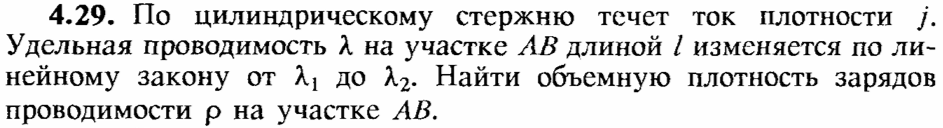 4.29. По цилиндрическому стержню течет ток плотности j.
Удельная проводимость λ на участке AB длиной l изменяется по ли-
нейному закону от λ₁ до λ₂. Найти объемную плотность зарядов
проводимости ρ на участке AB.